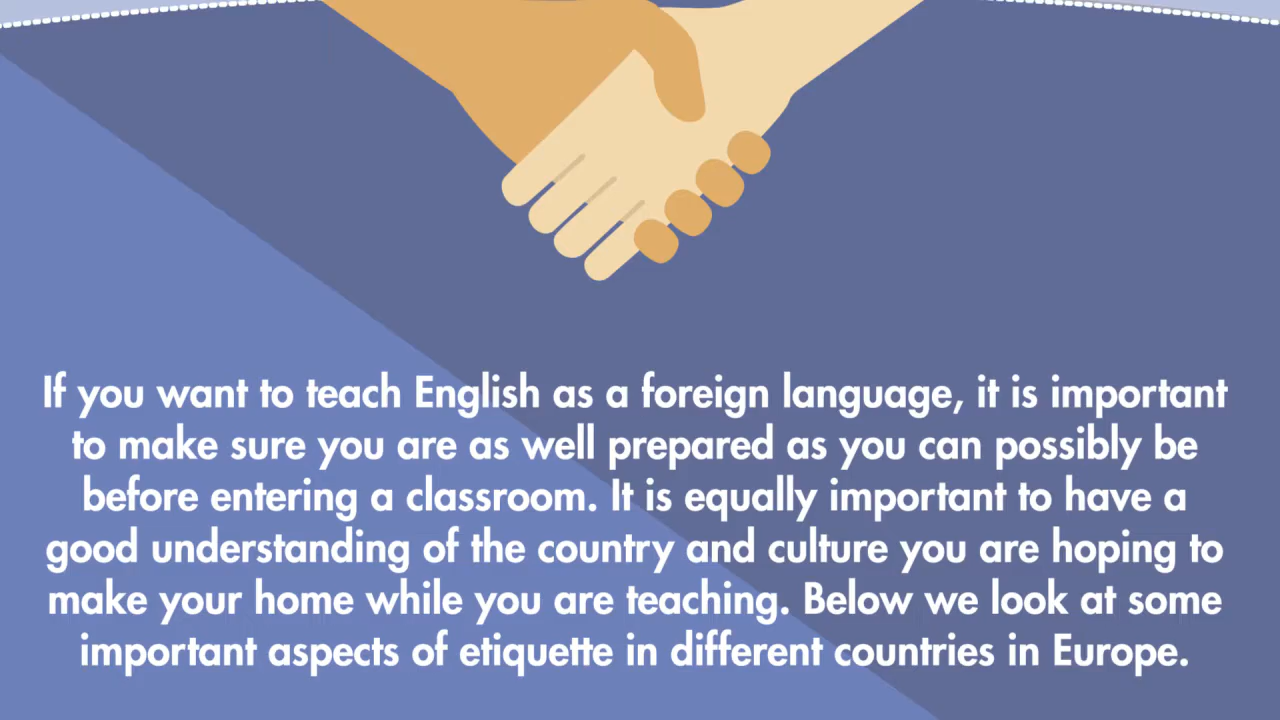 If you want to teach English as a foreign language, it is important
to make sure you are as well prepared as you can possibly be
before entering a classroom. It is equally important to have a
good understanding of the country and culture you are hoping to
make your home while you are teaching. Below we look at some
important aspects of etiquette in different countries in Europe.